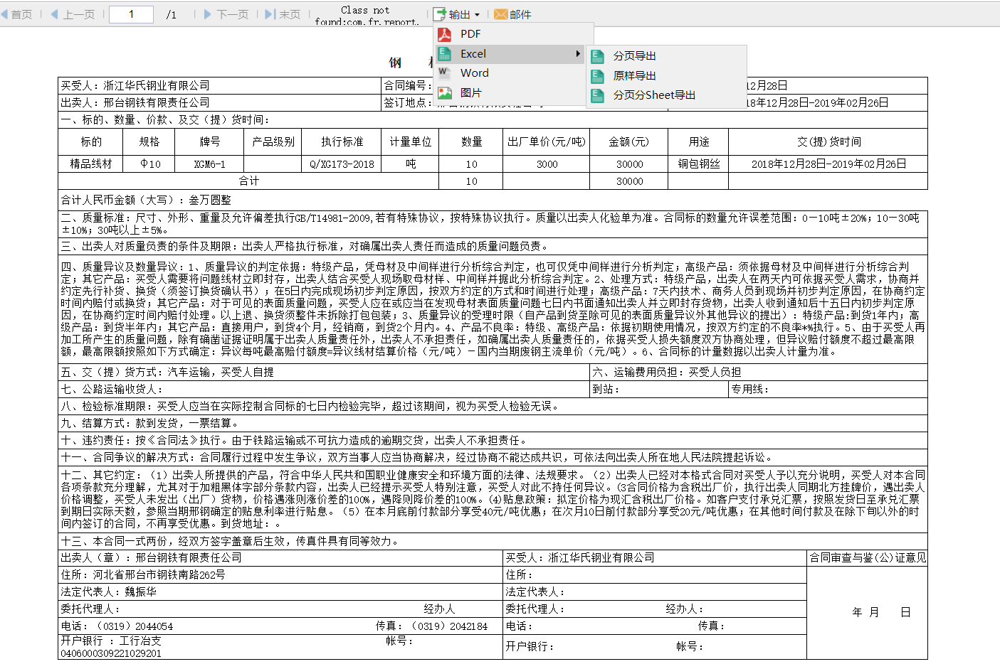 首页 上一页 1 /1 下一页 末页 Class not found:com.fr.report. 输出 邮件
PDF
Excel
Word
图片
分页导出
原样导出
分页分Sheet导出
钢
买受人: 浙江华氏钢业有限公司 合同编号: 12月28日
出卖人: 邢台钢铁有限责任公司 签订地点: 18年12月28日-2019年02月26日
一、标的、数量、价款、及交（提）货时间:
标的 规格 牌号 产品级别 执行标准 计量单位 数量 出厂单价(元/吨) 金额(元) 用途 交(提)货时间
精品线材 Φ10 XGM6-1 Q/XG173-2018 吨 10 3000 30000 铜包钢丝 2018年12月28日-2019年02月26日
合计 10 30000
合计人民币金额（大写）: 叁万圆整
二、质量标准: 尺寸、外形、重量及允许偏差执行GB/T14981-2009,若有特殊协议, 按特殊协议执行。质量以出卖人化验单为准。合同标的数量允许误差范围: 0—10吨±20%; 10—30吨
±10%; 30吨以上±5%。
三、出卖人对质量负责的条件及期限: 出卖人严格执行标准, 对确属出卖人责任而造成的质量问题负责。
四、质量异议及数量异议: 1、质量异议的判定依据: 特级产品, 凭母材及中间样进行分析综合判定, 也可仅凭中间样进行分析判定; 高级产品: 须依据母材及中间样进行分析综合判
定; 其它产品: 买受人需要将问题线材立即封存, 出卖人结合买受人现场取母材样、中间样并据此分析综合判定。2、处理方式: 特级产品, 出卖人在两天内可依据买受人需求, 协商并
约定先行补货、换货（须签订换货确认书）; 在5日内完成现场初步判定原因, 按双方约定的方式和时间进行处理; 高级产品: 7天内技术、商务人员到现场并初步判定原因, 在协商约定
时间内赔付或换货; 其它产品: 对于可见的表面质量问题, 买受人应在或应当在发现母材表面质量问题七日内书面通知出卖人并立即封存货物, 出卖人收到通知后十五日内初步判定原
因, 在协商约定时间内赔付处理。以上退、换货须整件未拆除打包包装; 3、质量异议的受理时限（自产品到货至除可见的表面质量异议外其他异议的提出）: 特级产品:到货1年内; 高
级产品: 到货半年内; 其它产品: 直接用户, 到货4个月, 经销商, 到货2个月内。4、产品不良率: 特级、高级产品: 依据初期使用情况, 按双方约定的不良率*%执行。5、由于买受人再
加工所产生的质量问题, 除有确凿证据证明属于出卖人质量责任外, 出卖人不承担责任, 如确属出卖人质量责任的, 依据买受人损失额度双方协商处理, 但异议赔付额度不超过最高限
额, 最高限额按照如下方式确定: 异议每吨最高赔付额度=异议线材结算价格（元/吨）－国内当期废钢主流单价（元/吨）。6、合同标的计量数据以出卖人计量为准。
五、交（提）货方式: 汽车运输, 买受人自提 六、运输费用负担: 买受人负担
七、公路运输收货人: 到站: 专用线:
八、检验标准期限: 买受人应当在实际控制合同标的七日内检验完毕, 超过该期间, 视为买受人检验无误。
九、结算方式: 款到发货, 一票结算。
十、违约责任: 按《合同法》执行。由于铁路运输或不可抗力造成的逾期交货, 出卖人不承担责任。
十一、合同争议的解决方式: 合同履行过程中发生争议, 双方当事人应当协商解决, 经过协商不能达成共识, 可依法向出卖人所在地人民法院提起诉讼。
十二、其它约定:（1）出卖人所提供的产品, 符合中华人民共和国职业健康安全和环境方面的法律、法规要求。（2）出卖人已经对本格式合同对买受人予以充分说明, 买受人对本合同
各项条款充分理解, 尤其对于加粗黑体字部分条款内容, 出卖人已经提示买受人特别注意, 买受人对此不持任何异议。(3合同价格为含税出厂价, 执行出卖人同期北方挂牌价, 遇出卖人
价格调整, 买受人未发出（出厂）货物, 价格遇涨则涨价差的100%, 遇降则降价差的100%。(4)贴息政策: 拟定价格为现汇含税出厂价格。如客户支付承兑汇票, 按照发货日至承兑汇票
到期日实际天数, 参照当期邢钢确定的贴息利率进行贴息。（5）在本月底前付款部分享受40元/吨优惠; 在次月10日前付款部分享受20元/吨优惠; 在其他时间付款及在除下旬以外的时
间内签订的合同, 不再享受优惠。到货地址: 。
十三、本合同一式两份, 经双方签字盖章后生效, 传真件具有同等效力。
出卖人（章）: 邢台钢铁有限责任公司 买受人: 浙江华氏钢业有限公司 合同审查与鉴(公)证意见
住所: 河北省邢台市钢铁南路262号 住所:
法定代表人: 魏振华 法定代表人:
委托代理人: 经办人 委托代理人: 经办人: 年 月 日
电话:（0319）2044054 传真:（0319）2042184 电话: 传真:
开户银行 : 工行冶支 帐号: 开户银行: 帐号:
0406000309221029201